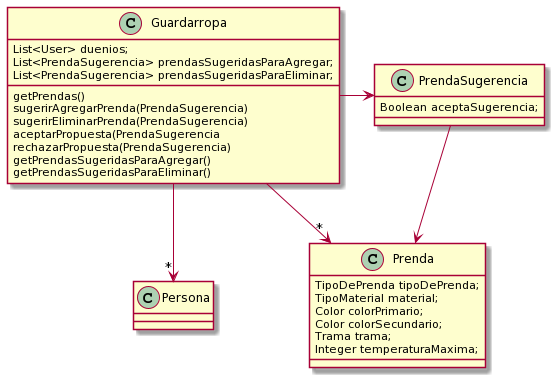 C Guardarropa
List<User> duenios;
List<PrendaSugerencia> prendasSugeridasParaAgregar;
List<PrendaSugerencia> prendasSugeridasParaEliminar;
getPrendas()
sugerirAgregarPrenda(PrendaSugerencia)
sugerirEliminarPrenda(PrendaSugerencia)
aceptarPropuesta(PrendaSugerencia
rechazarPropuesta(PrendaSugerencia)
getPrendasSugeridasParaAgregar()
getPrendasSugeridasParaEliminar()
C PrendaSugerencia
Boolean aceptaSugerencia;
*
*
C Persona
C Prenda
TipoDePrenda tipoDePrenda;
TipoMaterial material;
Color colorPrimario;
Color colorSecundario;
Trama trama;
Integer temperaturaMaxima;